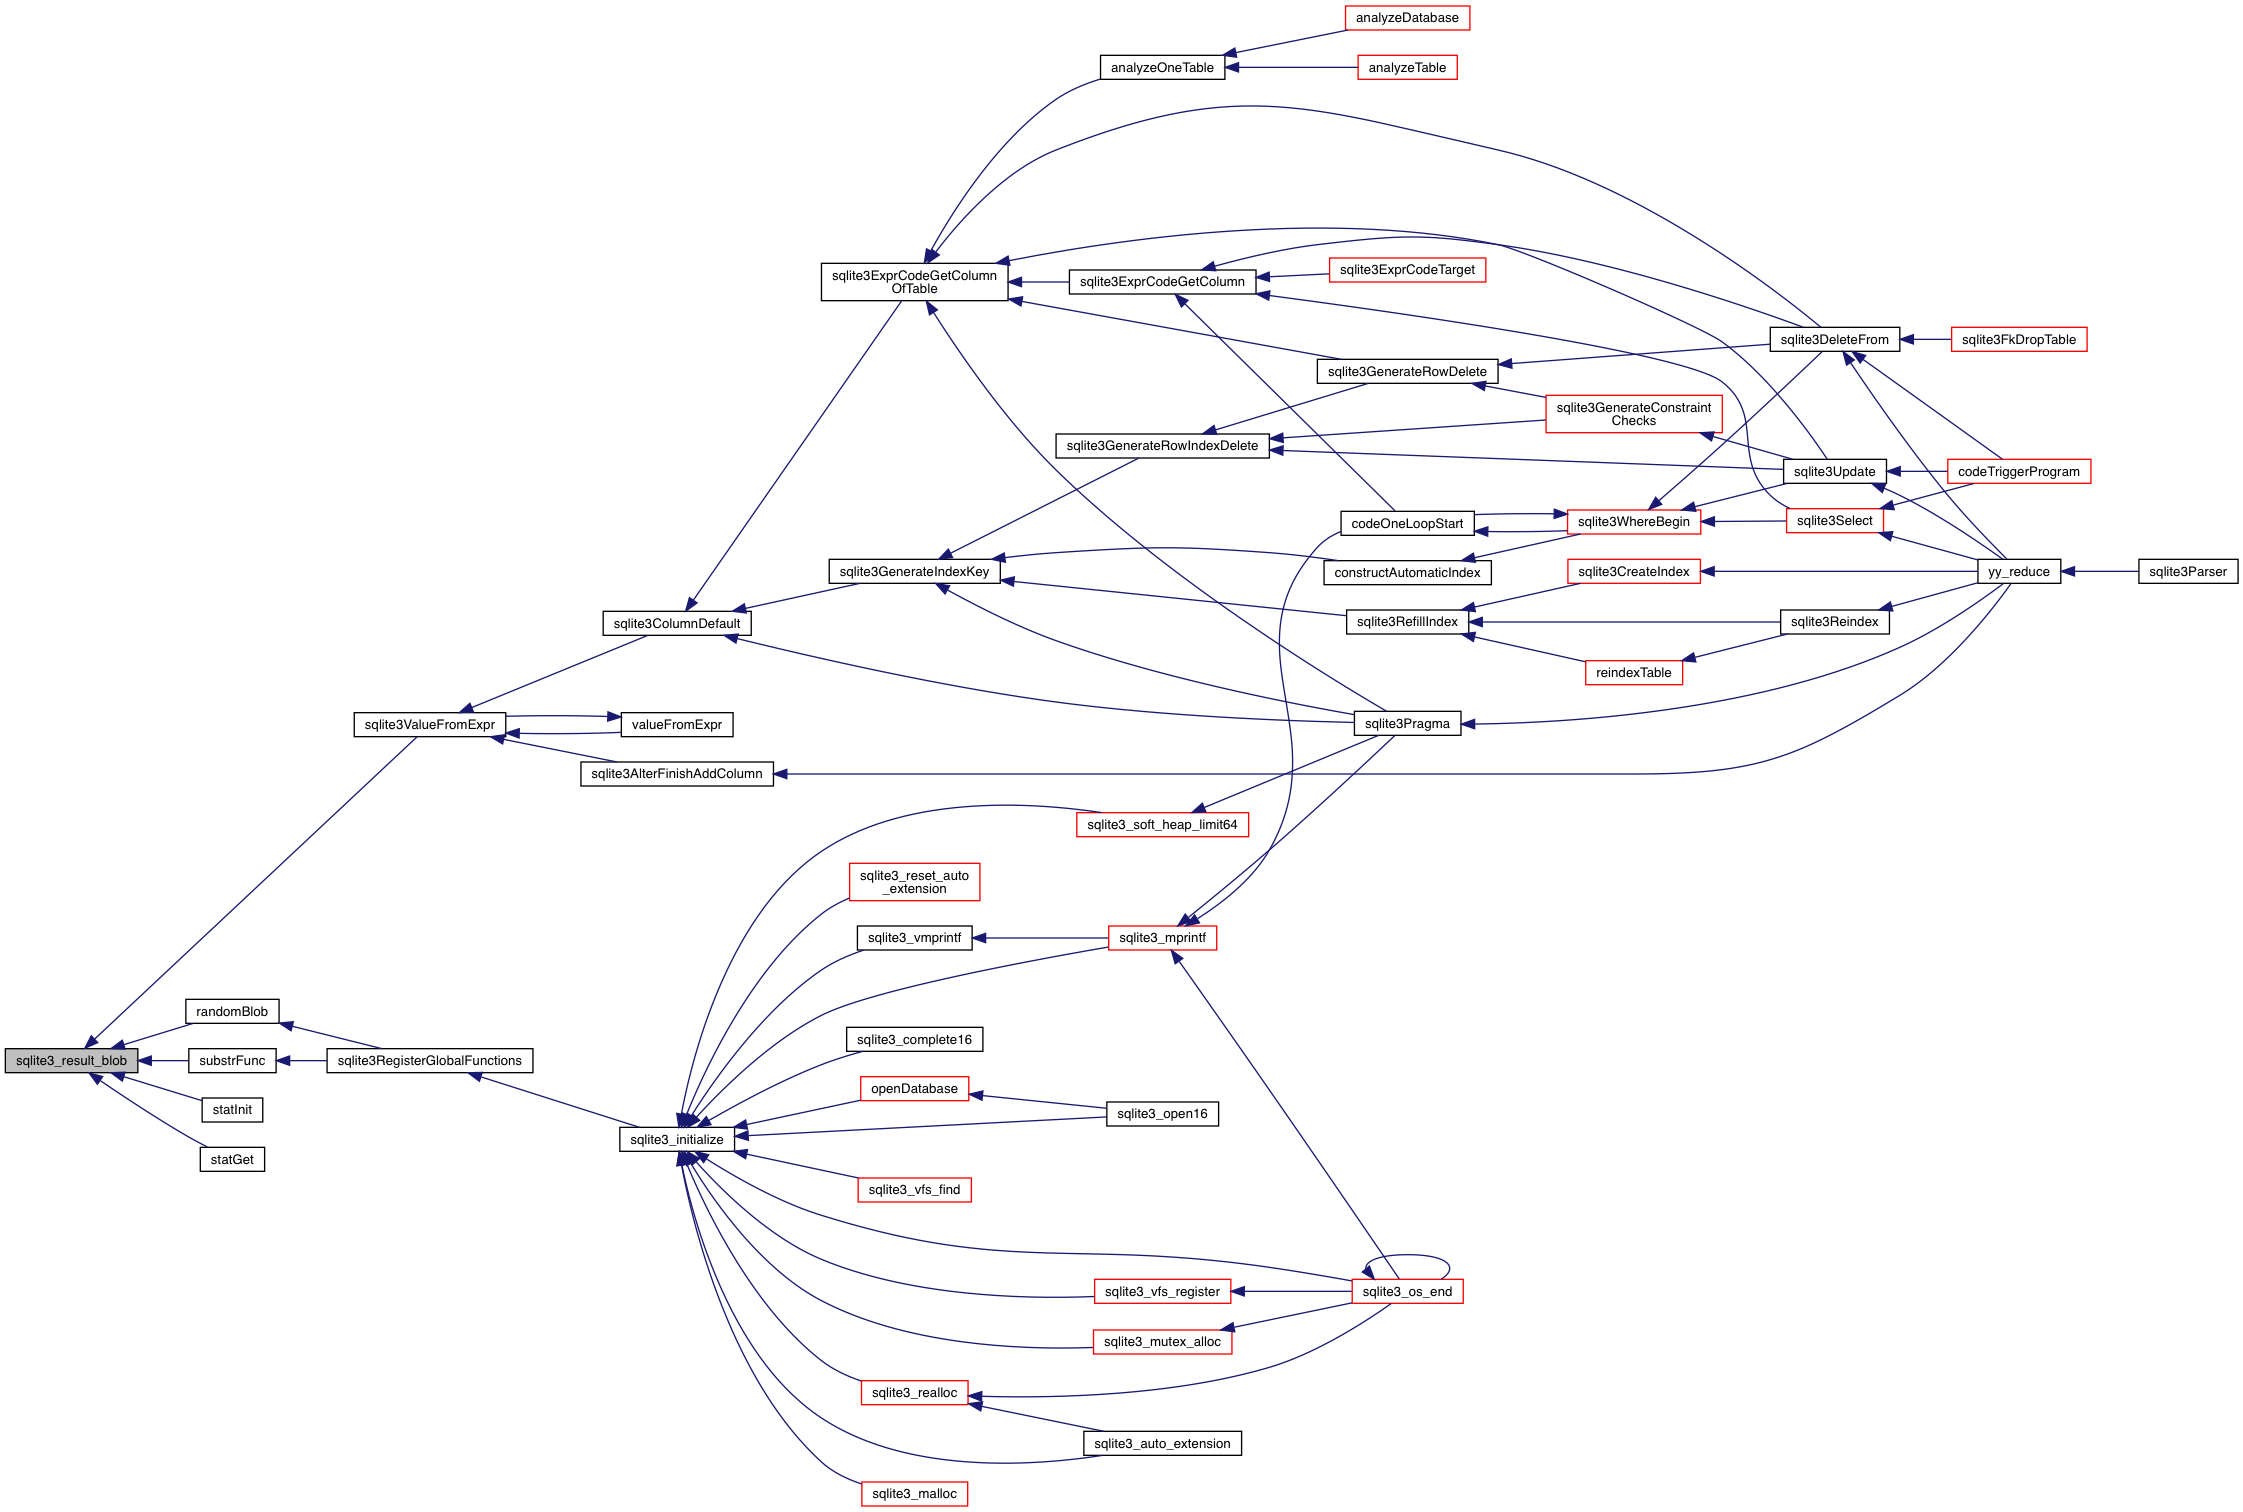 analyzeDatabase
analyzeOneTable
analyzeTable
sqlite3ExprCodeGetColumn
OfTable
sqlite3ExprCodeGetColumn
sqlite3ExprCodeTarget
sqlite3DeleteFrom
sqlite3FkDropTable
sqlite3GenerateRowDelete
sqlite3GenerateConstraint
Checks
sqlite3GenerateRowIndexDelete
sqlite3Update
codeTriggerProgram
codeOneLoopStart
sqlite3WhereBegin
sqlite3Select
sqlite3GenerateIndexKey
constructAutomaticIndex
sqlite3CreateIndex
yy_reduce
sqlite3Parser
sqlite3ColumnDefault
sqlite3RefillIndex
sqlite3Reindex
reindexTable
sqlite3ValueFromExpr
valueFromExpr
sqlite3Pragma
sqlite3AlterFinishAddColumn
sqlite3_soft_heap_limit64
sqlite3_reset_auto
_extension
sqlite3_vmprintf
sqlite3_mprintf
randomBlob
sqlite3_complete16
sqlite3_result_blob
substrFunc
sqlite3RegisterGlobalFunctions
openDatabase
statInit
sqlite3_open16
sqlite3_initialize
statGet
sqlite3_vfs_find
sqlite3_vfs_register
sqlite3_os_end
sqlite3_mutex_alloc
sqlite3_realloc
sqlite3_auto_extension
sqlite3_malloc